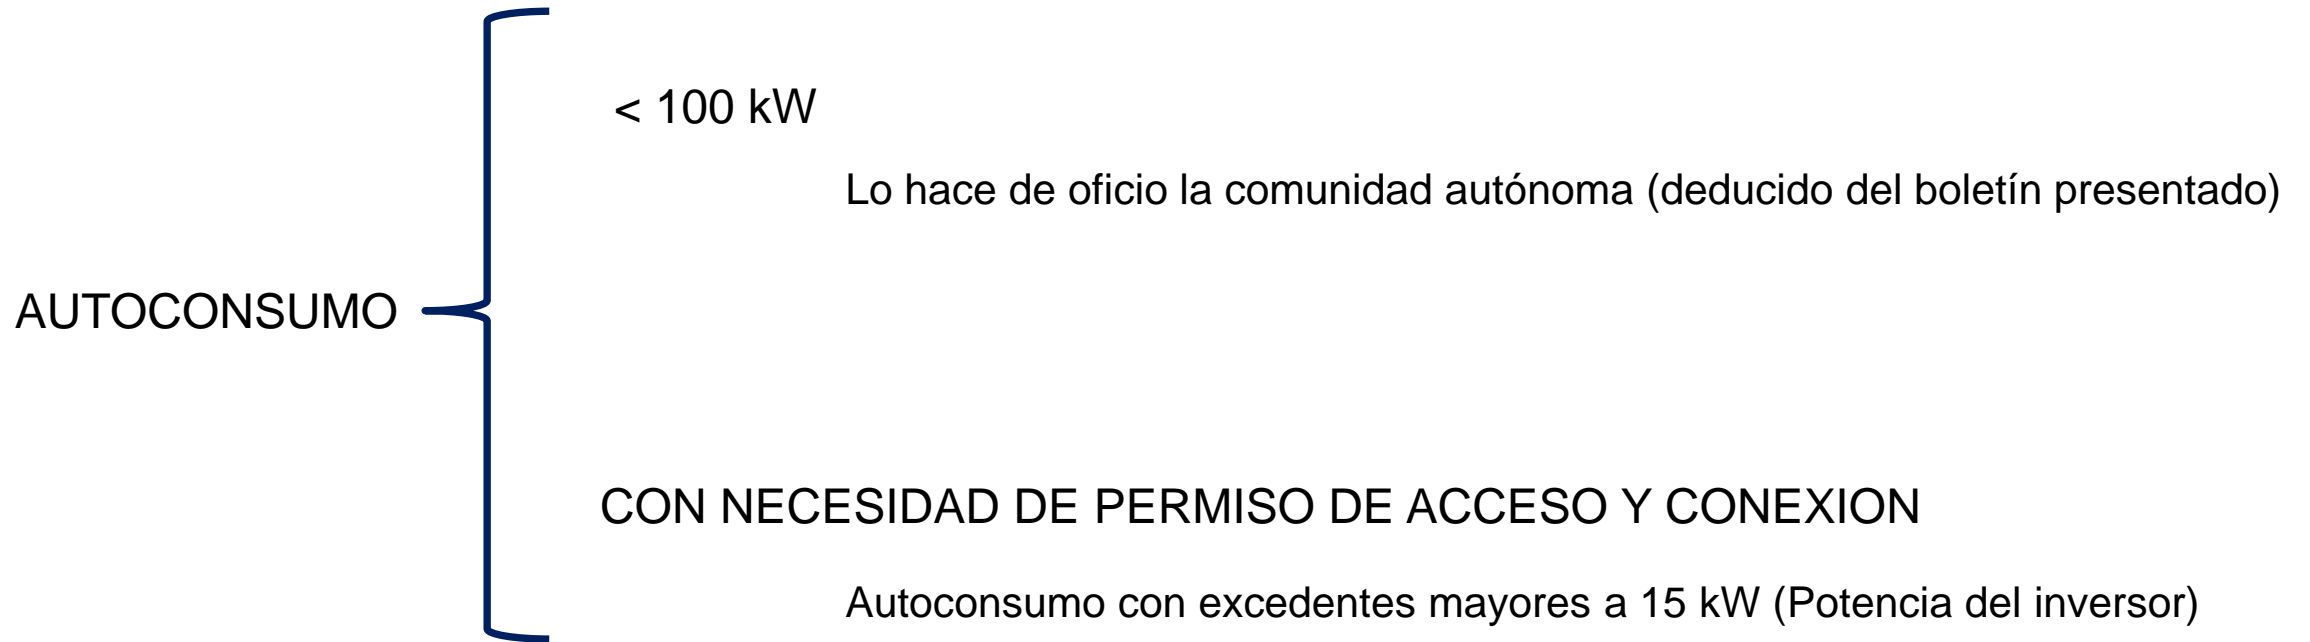 < 100 kW
Lo hace de oficio la comunidad autónoma (deducido del boletín presentado)
AUTOCONSUMO
CON NECESIDAD DE PERMISO DE ACCESO Y CONEXION
Autoconsumo con excedentes mayores a 15 kW (Potencia del inversor)